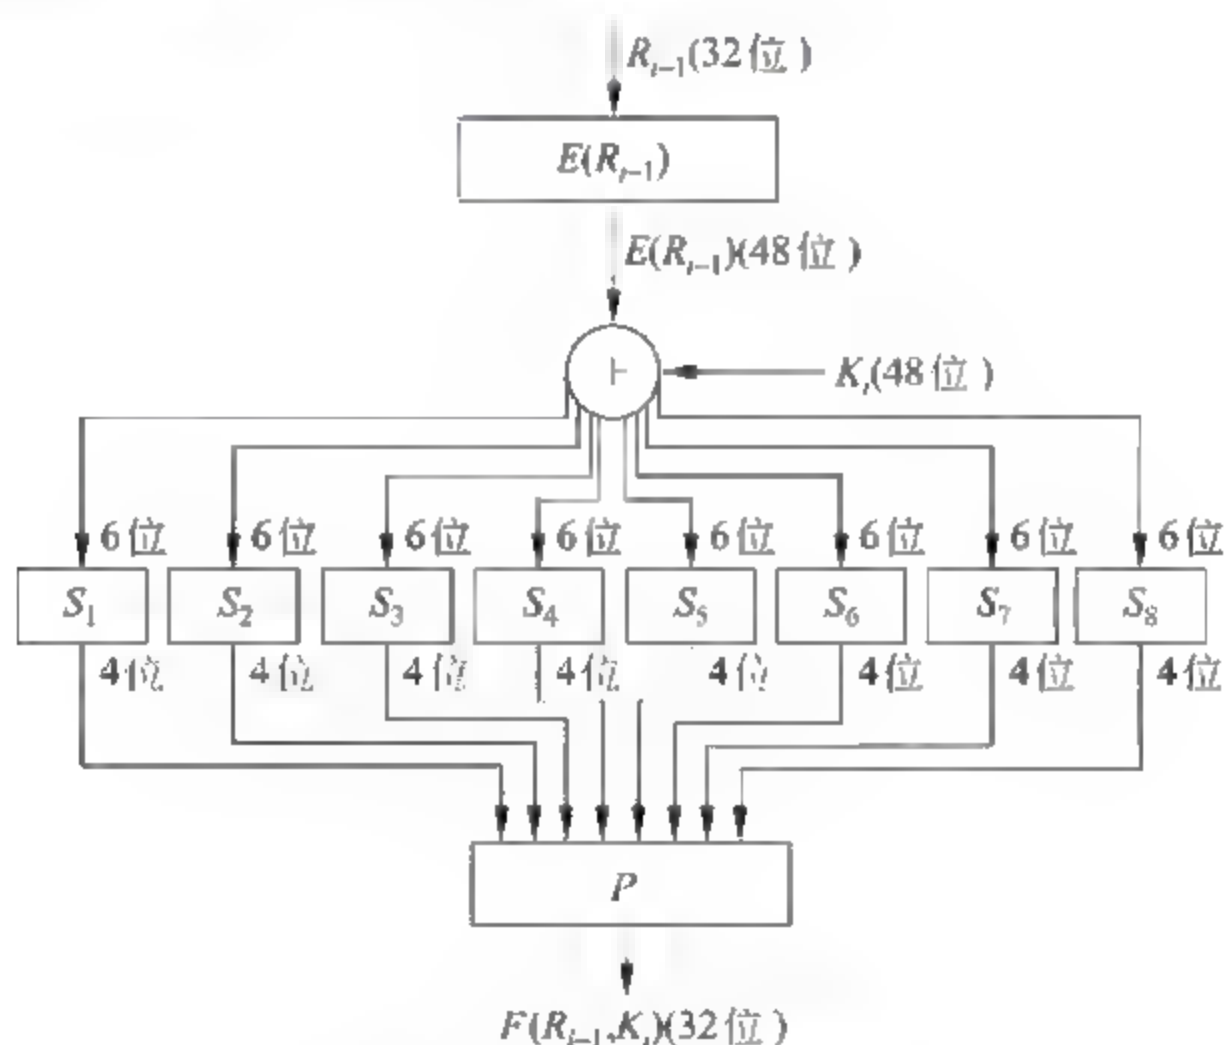 R_{i-1}(32位)
E(R_{i-1})
E(R_{i-1})(48位)
+
K_i(48位)
6位 6位 6位 6位 6位 6位 6位 6位
S_1 S_2 S_3 S_4 S_5 S_6 S_7 S_8
4位 4位 4位 4位 4位 4位 4位 4位
P
F(R_{i-1},K_i)(32位)